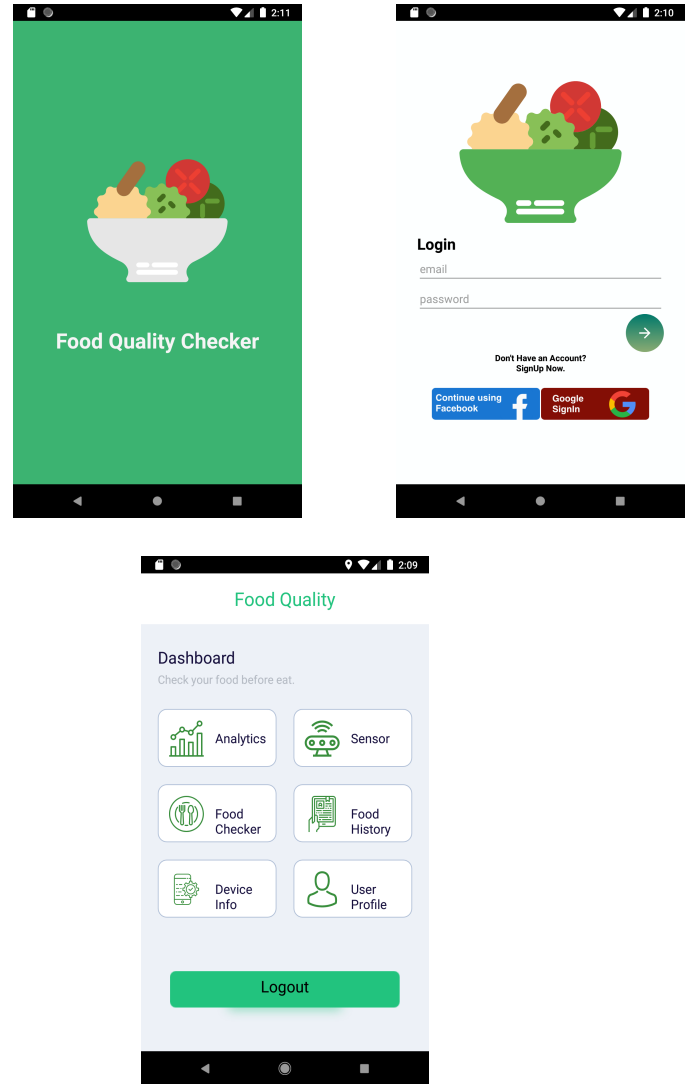 2:11
Food Quality Checker
2:10
Login
email
password
Don't Have an Account?
SignUp Now.
Continue using
Facebook
Google
SignIn
2:09
Food Quality
Dashboard
Check your food before eat.
Analytics
Sensor
Food
Checker
Food
History
Device
Info
User
Profile
Logout